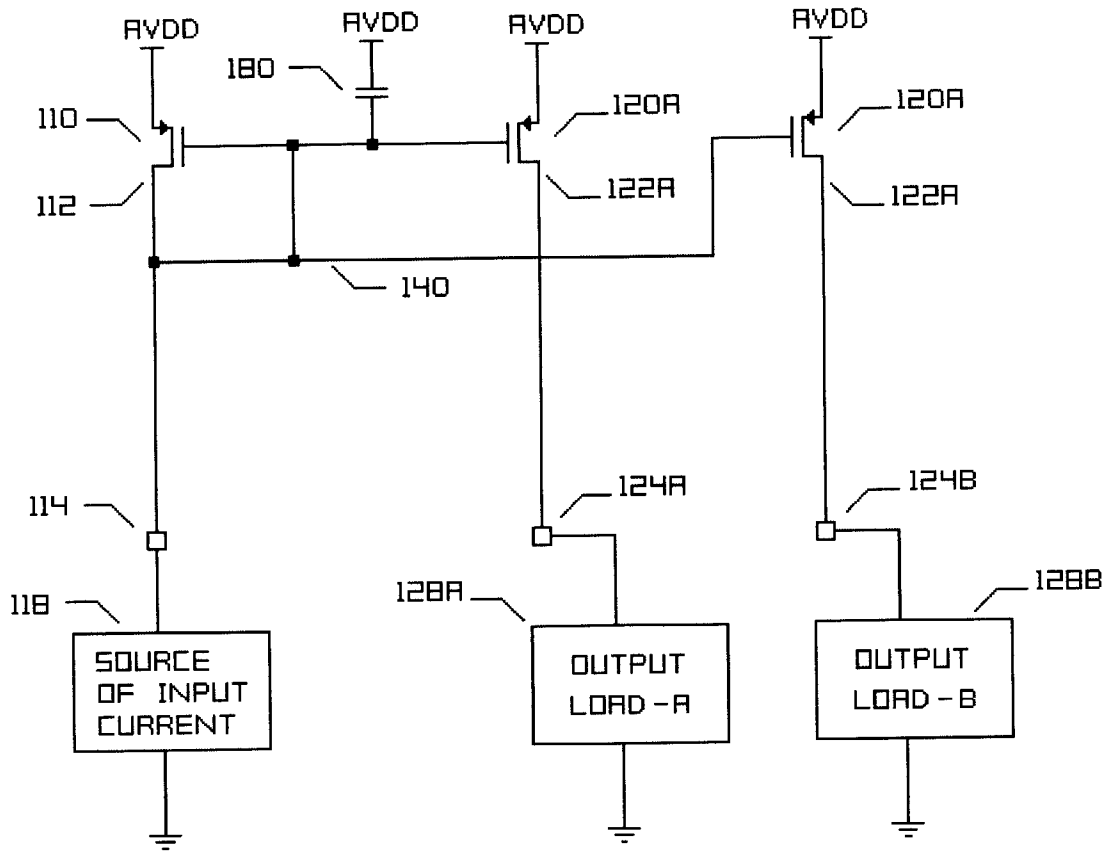 AVDD
AVDD
AVDD
AVDD
180
110
120A
120A
112
122A
122A
140
114
124A
124B
118
128A
128B
SOURCE
OF INPUT
CURRENT
OUTPUT
LOAD-A
OUTPUT
LOAD-B